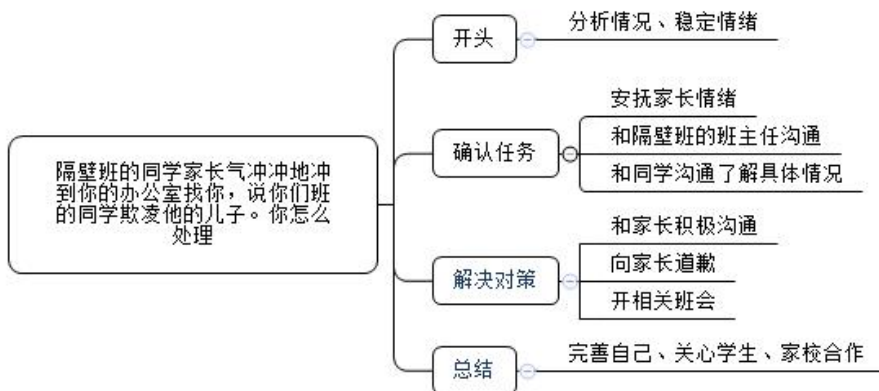 隔壁班的同学家长气冲冲地冲
到你的办公室找你，说你们班
的同学欺凌他的儿子。你怎么
处理
开头
分析情况、稳定情绪
确认任务
安抚家长情绪
和隔壁班的班主任沟通
和同学沟通了解具体情况
解决对策
和家长积极沟通
向家长道歉
开相关班会
总结
完善自己、关心学生、家校合作